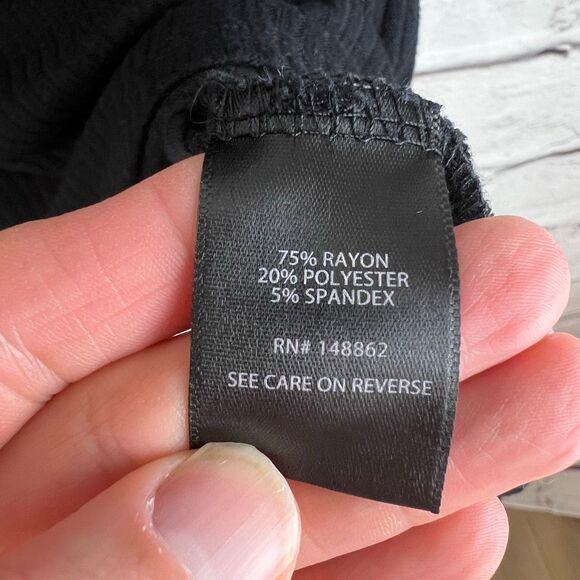 75% RAYON
20% POLYESTER
5% SPANDEX
RN# 148862
SEE CARE ON REVERSE